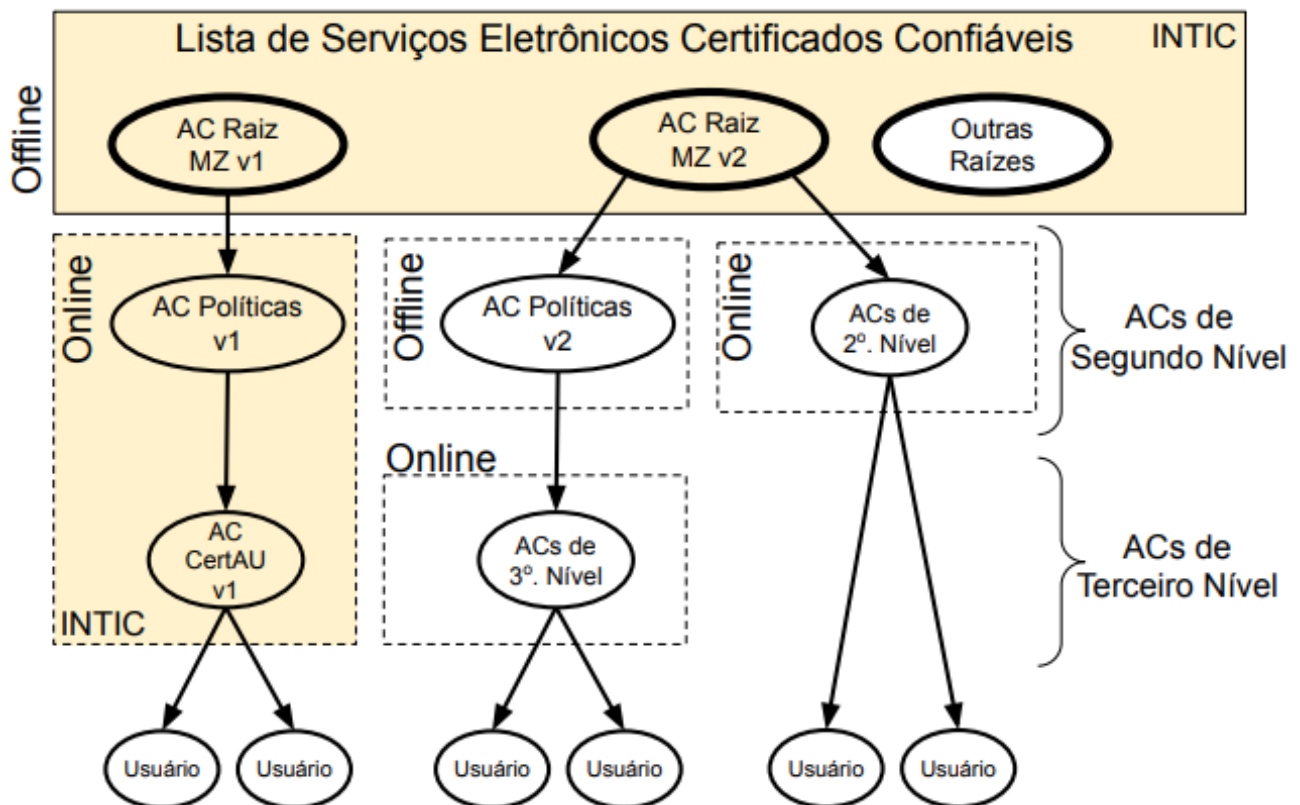 Lista de Serviços Eletrônicos Certificados Confiáveis
INTIC
Offline
AC Raiz
MZ v1
AC Raiz
MZ v2
Outras
Raízes
Online
AC Políticas
v1
Offline
AC Políticas
v2
Online
ACs de
2º. Nível
ACs de
Segundo Nível
Online
AC
CertAU
v1
INTIC
ACs de
3º. Nível
ACs de
Terceiro Nível
Usuário
Usuário
Usuário
Usuário
Usuário
Usuário